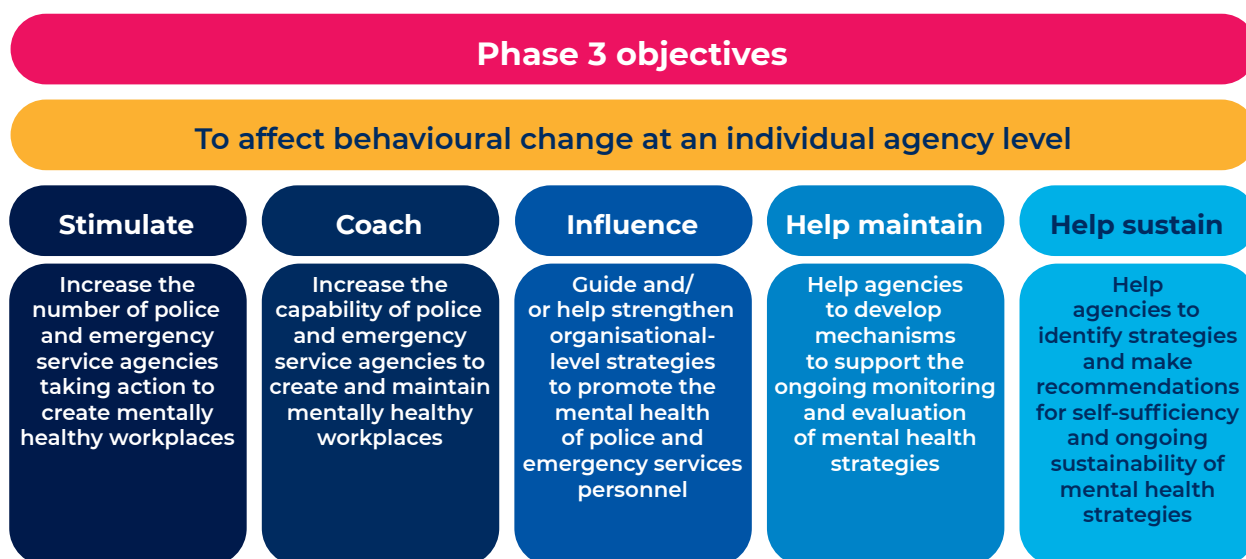 Phase 3 objectives
To affect behavioural change at an individual agency level
Stimulate
Increase the
number of police
and emergency
service agencies
taking action to
create mentally
healthy workplaces
Coach
Increase the
capability of police
and emergency
service agencies to
create and maintain
mentally healthy
workplaces
Influence
Guide and/
or help strengthen
organisational-
level strategies
to promote the
mental health
of police and
emergency services
personnel
Help maintain
Help agencies
to develop
mechanisms
to support the
ongoing monitoring
and evaluation
of mental health
strategies
Help sustain
Help
agencies to
identify strategies
and make
recommendations
for self-sufficiency
and ongoing
sustainability of
mental health
strategies